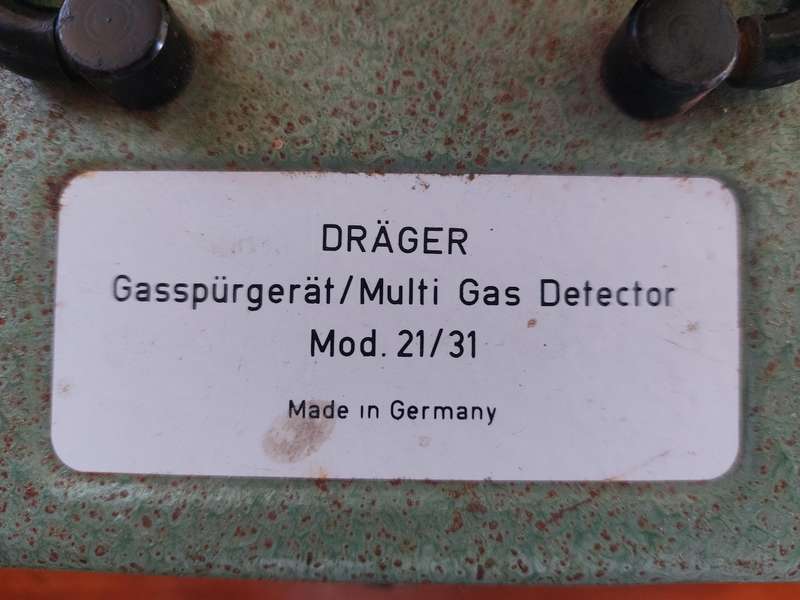 DRÄGER
Gasspürgerät/Multi Gas Detector
Mod. 21/31
Made in Germany